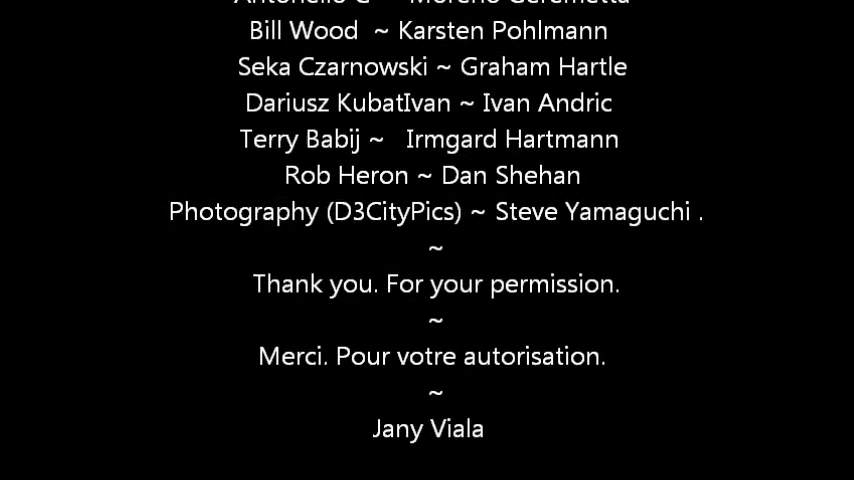 Bill Wood ~ Karsten Pohlmann
Seka Czarnowski ~ Graham Hartle
Dariusz KubatIvan ~ Ivan Andric
Terry Babij ~ Irmgard Hartmann
Rob Heron ~ Dan Shehan
Photography (D3CityPics) ~ Steve Yamaguchi .
~
Thank you. For your permission.
~
Merci. Pour votre autorisation.
~
Jany Viala